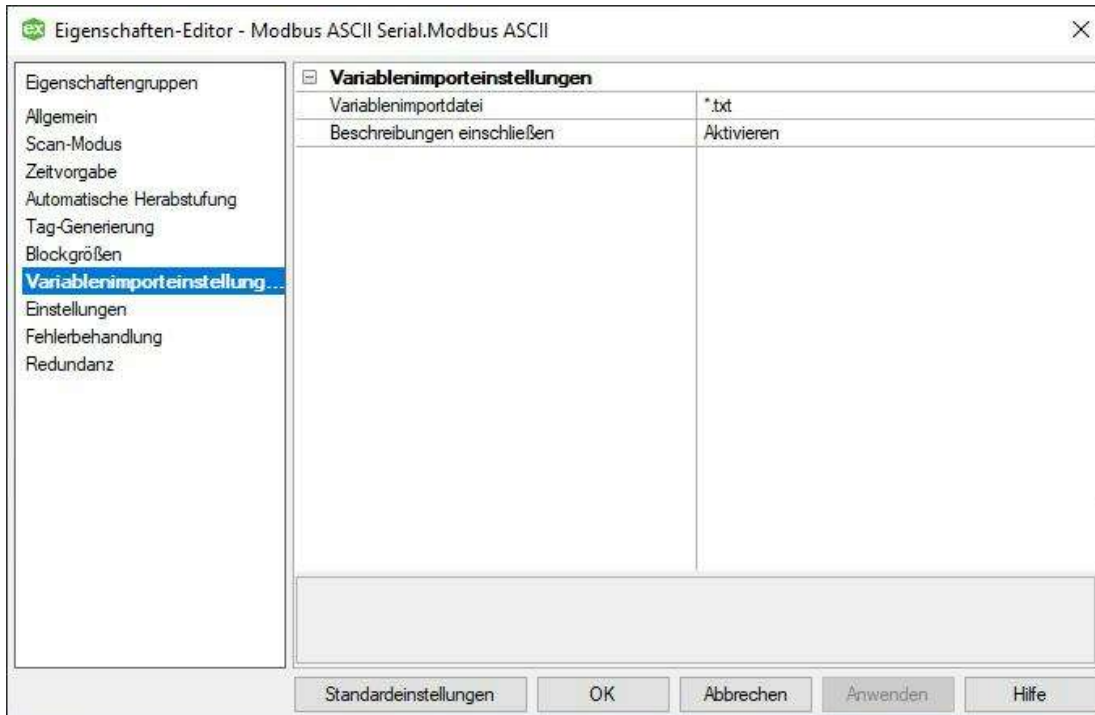 ex Eigenschaften-Editor - Modbus ASCII Serial.Modbus ASCII
Eigenschaftengruppen
Allgemein
Scan-Modus
Zeitvorgabe
Automatische Herabstufung
Tag-Generierung
Blockgrößen
Variablenimporteinstellung...
Einstellungen
Fehlerbehandlung
Redundanz
Variablenimporteinstellungen
Variablenimportdatei *.txt
Beschreibungen einschließen Aktivieren
Standardeinstellungen OK Abbrechen Anwenden Hilfe